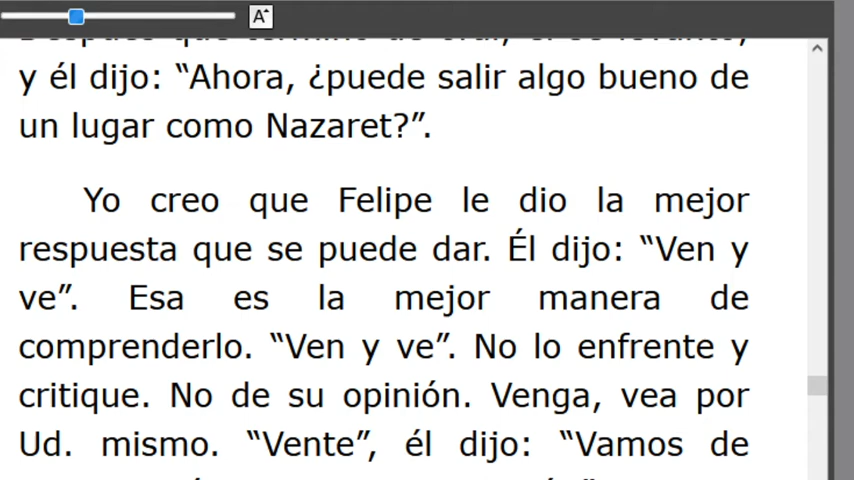 A
y él dijo: “Ahora, ¿puede salir algo bueno de
un lugar como Nazaret?”.
Yo creo que Felipe le dio la mejor
respuesta que se puede dar. Él dijo: “Ven y
ve”. Esa es la mejor manera de
comprenderlo. “Ven y ve”. No lo enfrente y
critique. No de su opinión. Venga, vea por
Ud. mismo. “Vente”, él dijo: “Vamos de